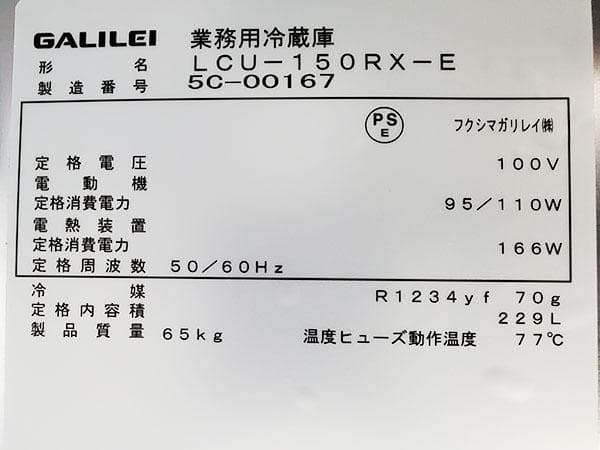 GALILEI 業務用冷蔵庫
形名 LCU-150RX-E
製造番号 5C-00167
PS E フクシマガリレイ㈱
定格電圧 100V
電動機
定格消費電力 95/110W
電熱装置
定格消費電力 166W
定格周波数 50/60Hz
冷媒 R1234yf 70g
定格内容積 229L
製品質量 65kg 温度ヒューズ動作温度 77℃